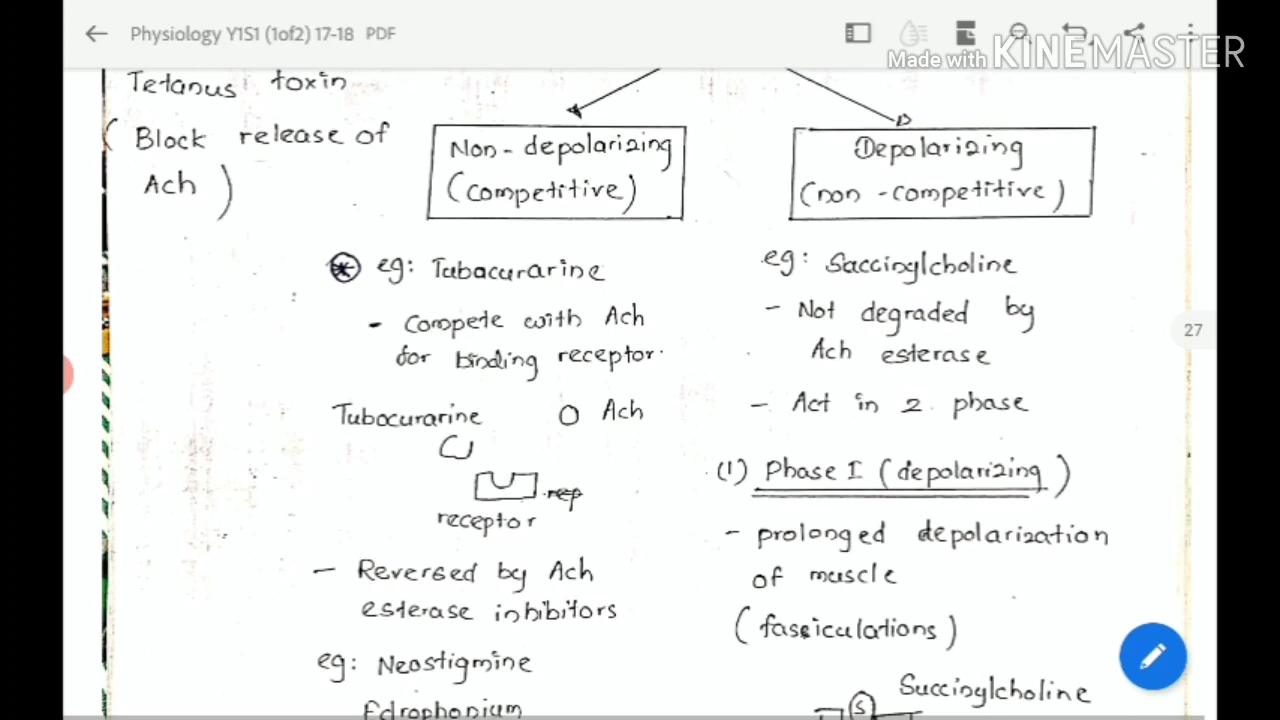 Physiology Y1S1 (1of2) 17-18 PDF
Made with KINEMASTER
Tetanus toxin
( Block release of
Ach )
Non-depolarizing
(competitive)
Depolarizing
(non-competitive)
eg: Tubacurarine
- Compete with Ach
for binding receptor.
Tubocurarine
Ach
rep
receptor
- Reversed by Ach
esterase inhibitors
eg: Neostigmine
Edrophonium
eg: Succinylcholine
- Not degraded by
Ach esterase
- Act in 2 phase
(1) Phase I (depolarizing)
- prolonged depolarization
of muscle
(fasciculations)
Succinylcholine
S
27